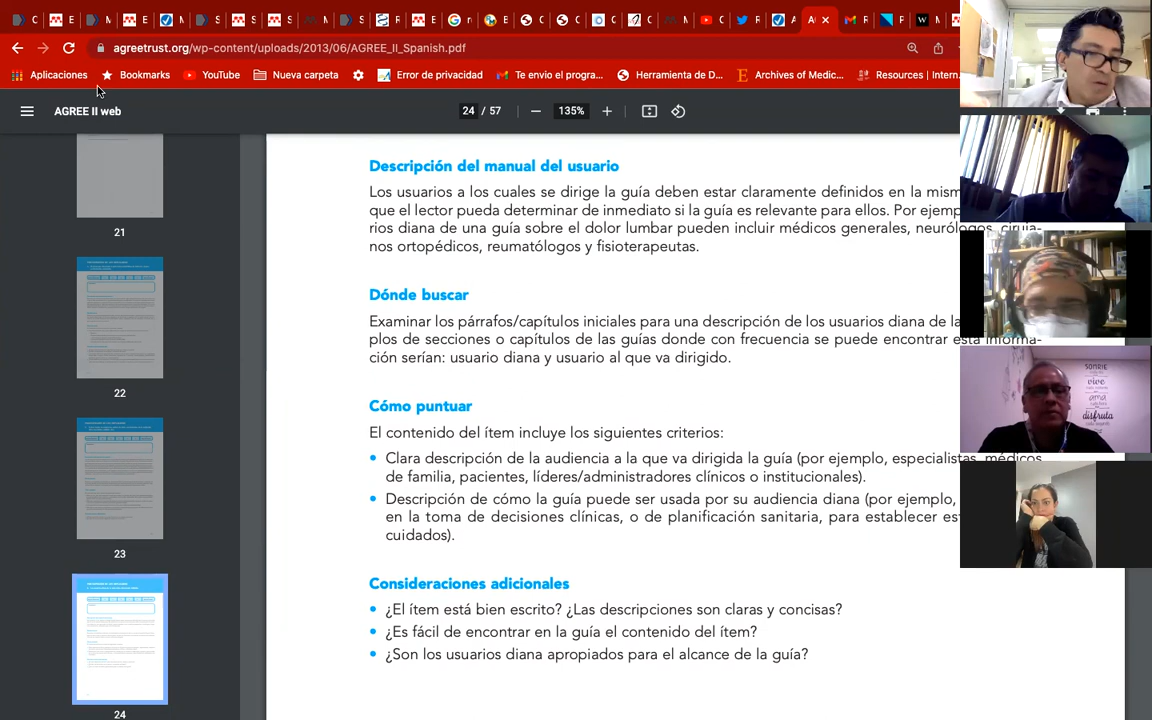 agreetrust.org/wp-content/uploads/2013/06/AGREE_II_Spanish.pdf
Aplicaciones
Bookmarks
YouTube
Nueva carpeta
Error de privacidad
Te envio el progra...
Herramienta de D...
Archives of Medic...
Resources | Intern...
AGREE II web
24 / 57
135%
21
22
23
24
Descripción del manual del usuario
Los usuarios a los cuales se dirige la guía deben estar claramente definidos en la
que el lector pueda determinar de inmediato si la guía es relevante para ellos. Por
rios diana de una guía sobre el dolor lumbar pueden incluir médicos generales, neurólogos, ciruja-
nos ortopédicos, reumatólogos y fisioterapeutas.
Dónde buscar
Examinar los párrafos/capítulos iniciales para una descripción de los usuarios diana de la
plos de secciones o capítulos de las guías donde con frecuencia se puede encontrar esta informa-
ción serían: usuario diana y usuario al que va dirigido.
Cómo puntuar
El contenido del ítem incluye los siguientes criterios:
• Clara descripción de la audiencia a la que va dirigida la guía (por ejemplo, especialistas, médicos
de familia, pacientes, líderes/administradores clínicos o institucionales).
• Descripción de cómo la guía puede ser usada por su audiencia diana (por ejemplo,
en la toma de decisiones clínicas, o de planificación sanitaria, para establecer
cuidados).
Consideraciones adicionales
• ¿El ítem está bien escrito? ¿Las descripciones son claras y concisas?
• ¿Es fácil de encontrar en la guía el contenido del ítem?
• ¿Son los usuarios diana apropiados para el alcance de la guía?
SONRIE
vive
ama
disfruta